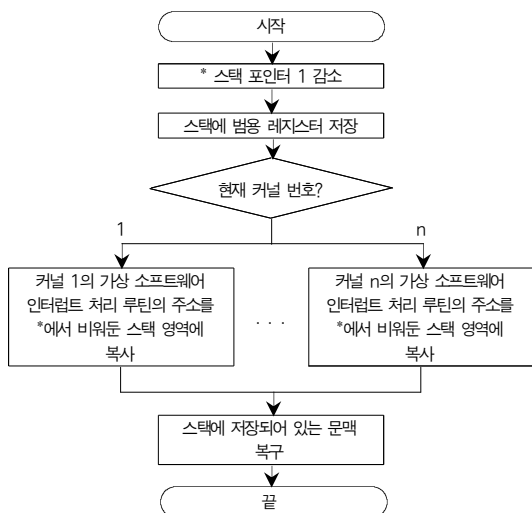 시작
* 스택 포인터 1 감소
스택에 범용 레지스터 저장
현재 커널 번호?
1
n
커널 1의 가상 소프트웨어
인터럽트 처리 루틴의 주소를
*에서 비워둔 스택 영역에
복사
. . .
커널 n의 가상 소프트웨어
인터럽트 처리 루틴의 주소를
*에서 비워둔 스택 영역에
복사
스택에 저장되어 있는 문맥
복구
끝